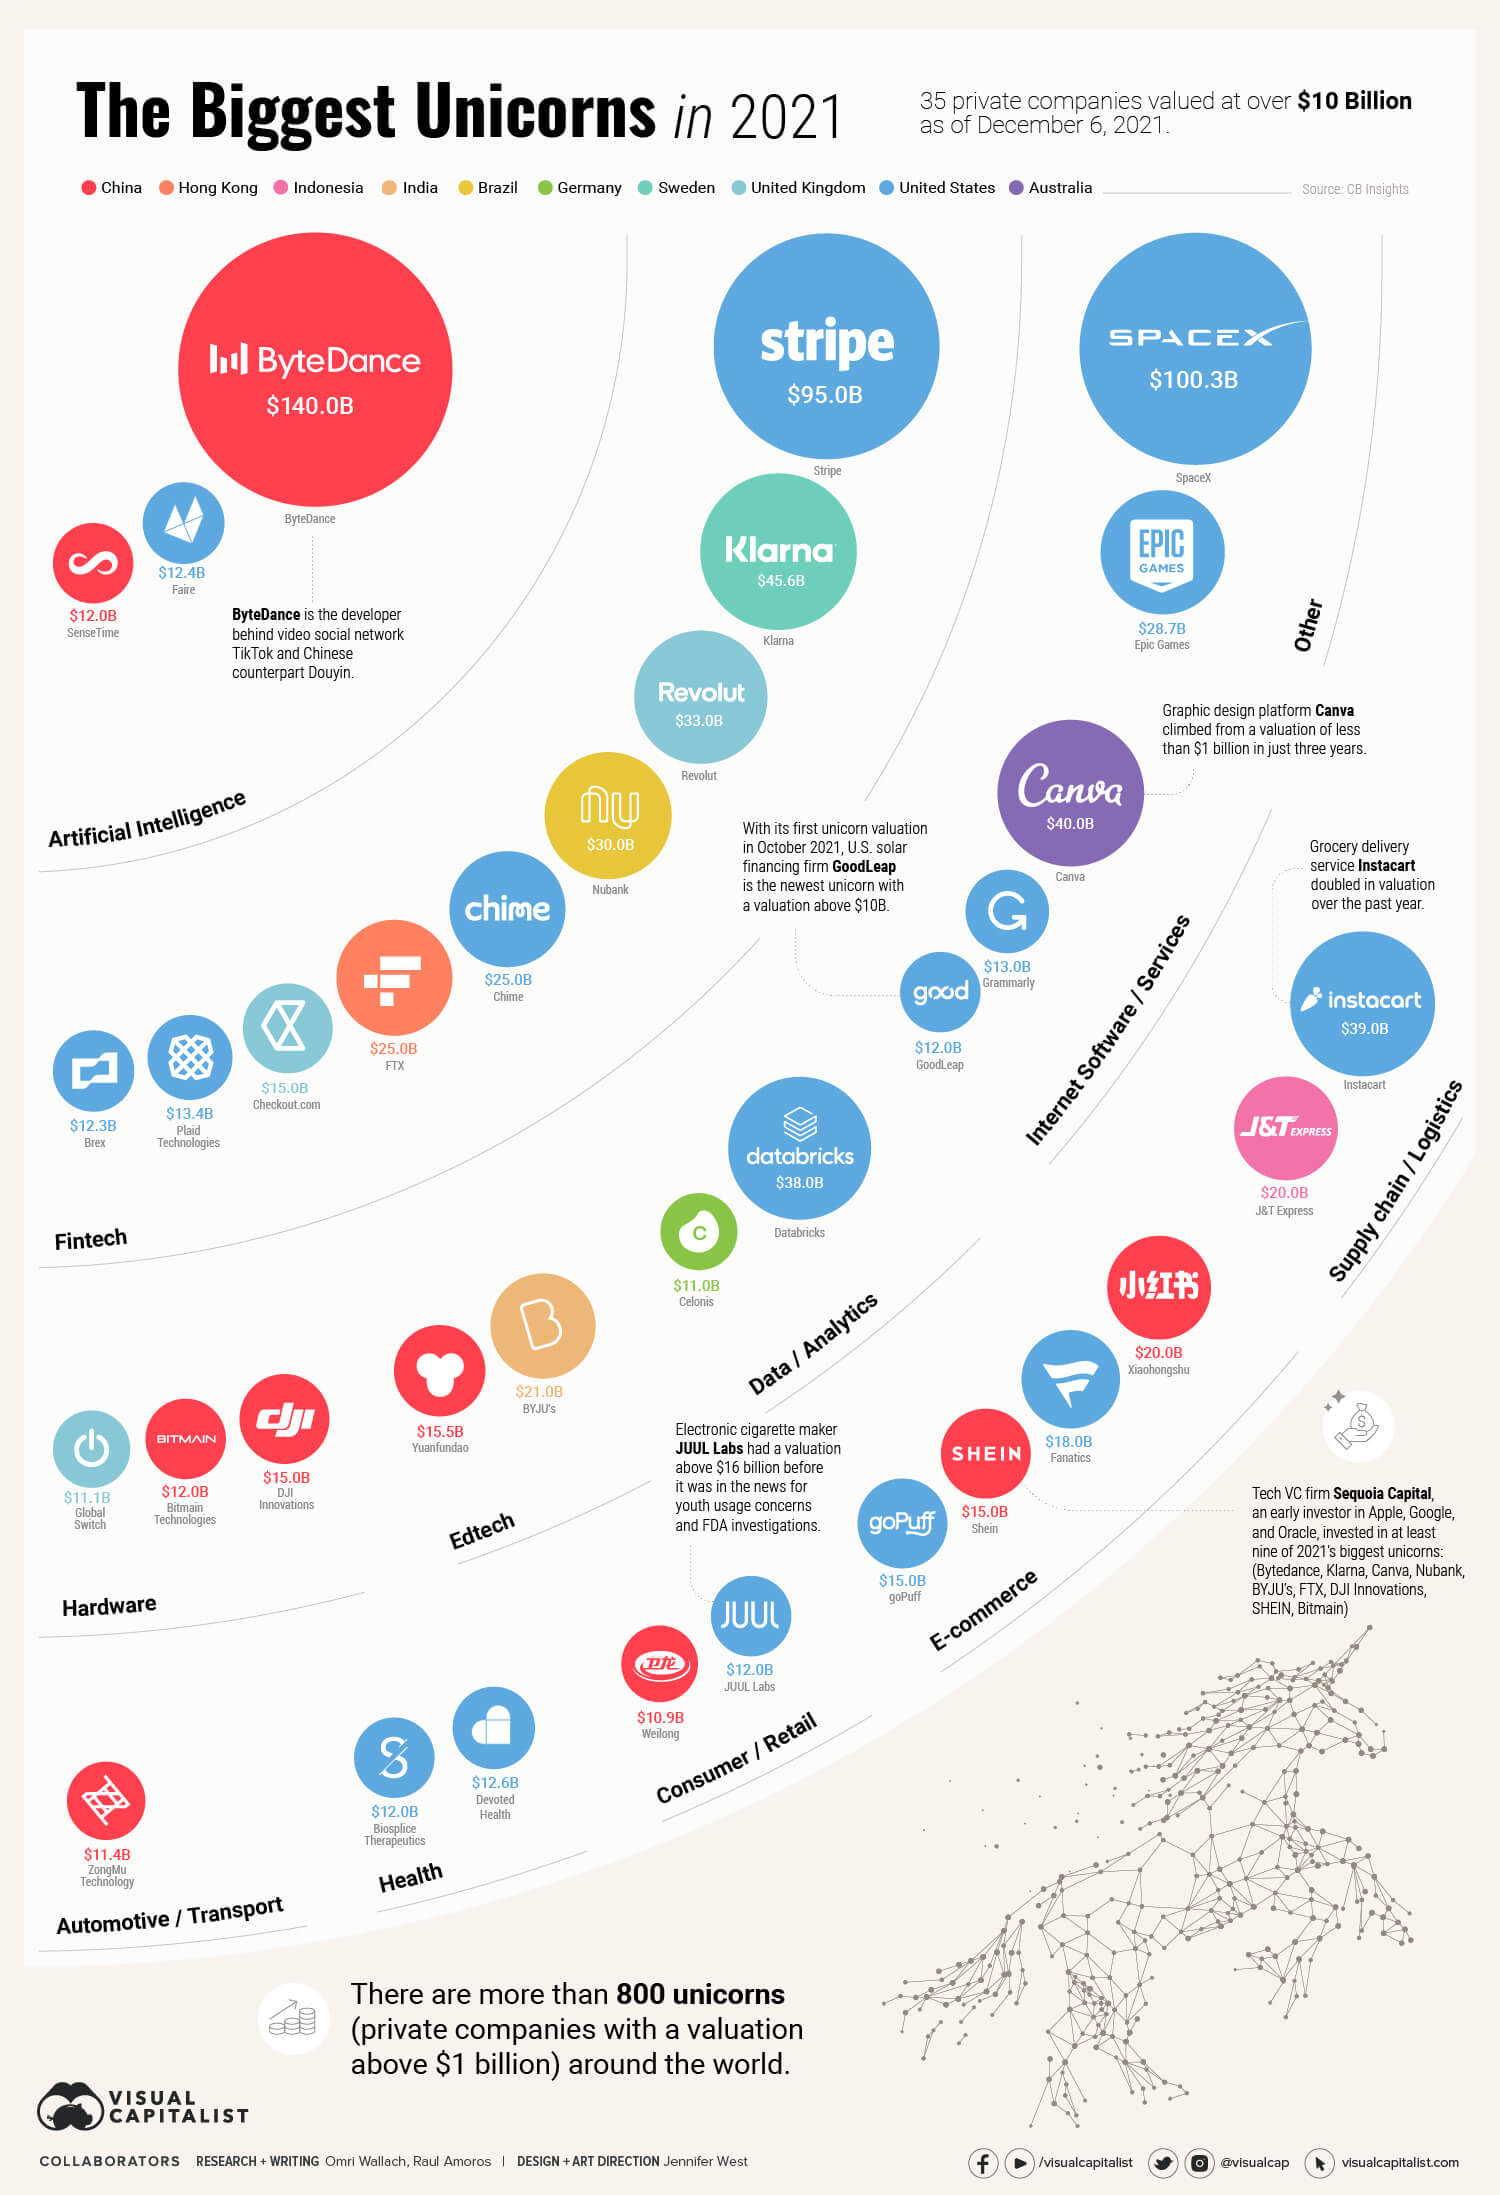 The Biggest Unicorns in 2021
35 private companies valued at over $10 Billion
as of December 6, 2021.
China
Hong Kong
Indonesia
India
Brazil
Germany
Sweden
United Kingdom
United States
Australia
Source: CB Insights
ByteDance
$140.0B
ByteDance
$12.4B
Faire
$12.0B
SenseTime
ByteDance is the developer
behind video social network
TikTok and Chinese
counterpart Douyin.
Artificial Intelligence
stripe
$95.0B
Stripe
Klarna
$45.6B
Klarna
Revolut
$33.0B
Revolut
nu
$30.0B
Nubank
chime
$25.0B
Chime
$25.0B
FTX
$15.0B
Checkout.com
$13.4B
Plaid
Technologies
$12.3B
Brex
Fintech
SPACEX
$100.3B
SpaceX
EPIC
GAMES
$28.7B
Epic Games
Other
Graphic design platform Canva
climbed from a valuation of less
than $1 billion in just three years.
Canva
$40.0B
Canva
G
$13.0B
Grammarly
With its first unicorn valuation
in October 2021, U.S. solar
financing firm GoodLeap
is the newest unicorn with
a valuation above $10B.
good
$12.0B
GoodLeap
Internet Software / Services
Grocery delivery
service Instacart
doubled in valuation
over the past year.
instacart
$39.0B
Instacart
J&T EXPRESS
$20.0B
J&T Express
Supply chain / Logistics
databricks
$38.0B
Databricks
C
$11.0B
Celonis
Data / Analytics
B
$21.0B
BYJU's
$15.5B
Yuanfundao
Edtech
dji
$15.0B
DJI
Innovations
BITMAIN
$12.0B
Bitmain
Technologies
$11.1B
Global
Switch
Hardware
小红书
$20.0B
Xiaohongshu
$18.0B
Fanatics
SHEIN
$15.0B
Shein
goPuff
$15.0B
goPuff
E-commerce
Electronic cigarette maker
JUUL Labs had a valuation
above $16 billion before
it was in the news for
youth usage concerns
and FDA investigations.
JUUL
$12.0B
JUUL Labs
卫龙
$10.9B
Weilong
Consumer / Retail
$12.6B
Devoted
Health
S
$12.0B
Biosplice
Therapeutics
Health
$11.4B
ZongMu
Technology
Automotive / Transport
Tech VC firm Sequoia Capital,
an early investor in Apple, Google,
and Oracle, invested in at least
nine of 2021's biggest unicorns:
(Bytedance, Klarna, Canva, Nubank,
BYJU's, FTX, DJI Innovations,
SHEIN, Bitmain)
There are more than 800 unicorns
(private companies with a valuation
above $1 billion) around the world.
VISUAL
CAPITALIST
COLLABORATORS RESEARCH + WRITING Omri Wallach, Raul Amoros | DESIGN + ART DIRECTION Jennifer West
/visualcapitalist @visualcap visualcapitalist.com